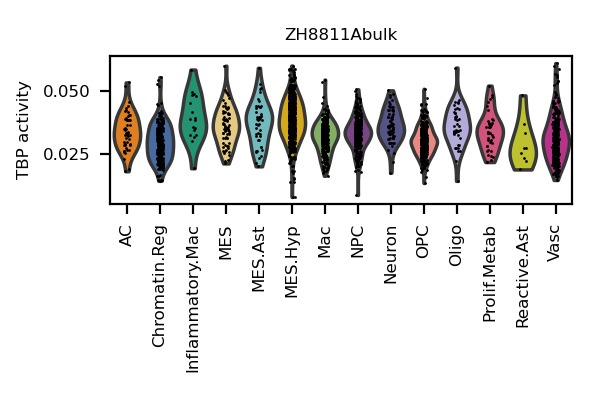 ZH8811Abulk
TBP activity
0.050
0.025
AC
Chromatin.Reg
Inflammatory.Mac
MES
MES.Ast
MES.Hyp
Mac
NPC
Neuron
OPC
Oligo
Prolif.Metab
Reactive.Ast
Vasc